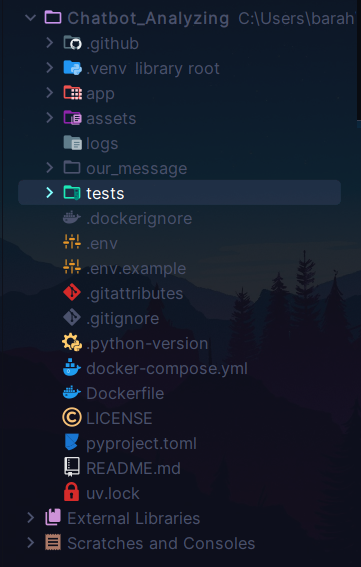 Chatbot_Analyzing C:\Users\barah
.github
.venv library root
app
assets
logs
our_message
tests
.dockerignore
.env
.env.example
.gitattributes
.gitignore
.python-version
docker-compose.yml
Dockerfile
LICENSE
pyproject.toml
README.md
uv.lock
External Libraries
Scratches and Consoles